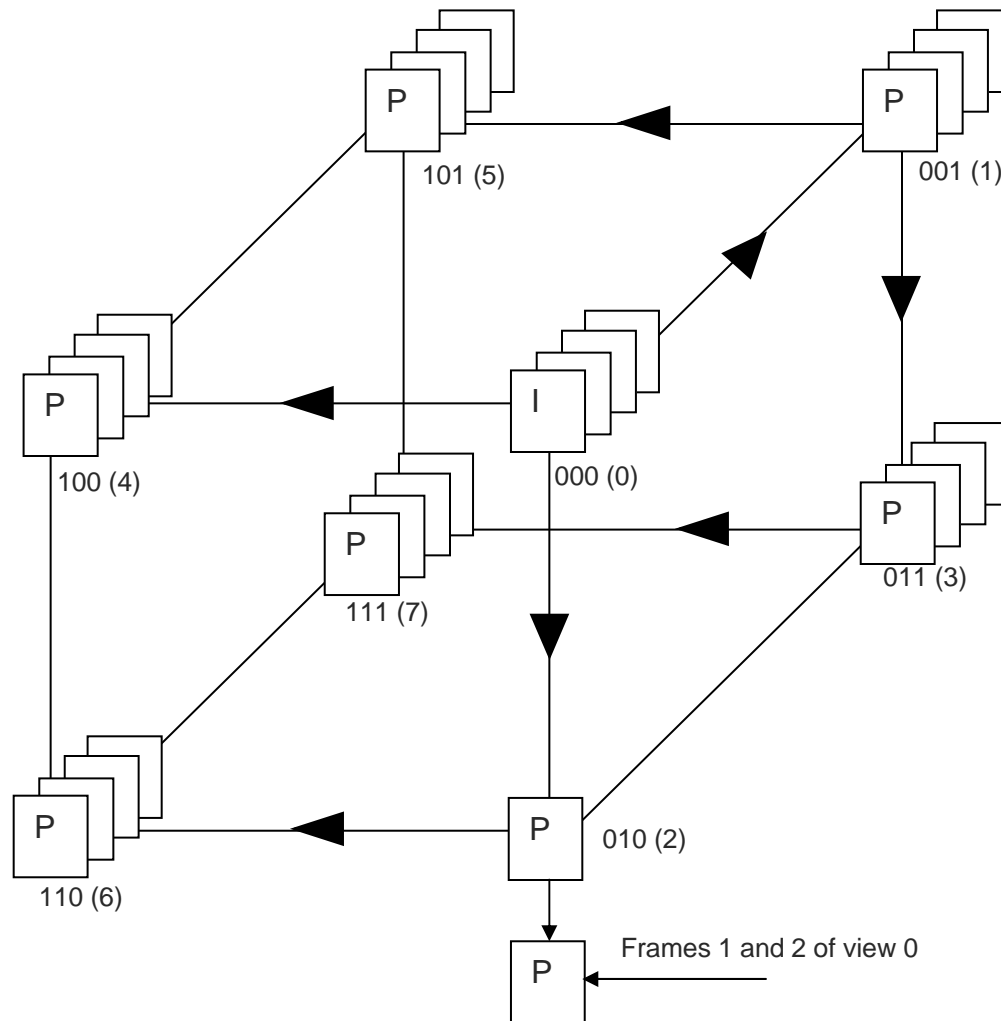 P
P
101 (5)
001 (1)
P
I
100 (4)
000 (0)
P
P
111 (7)
011 (3)
P
P
010 (2)
110 (6)
Frames 1 and 2 of view 0
P